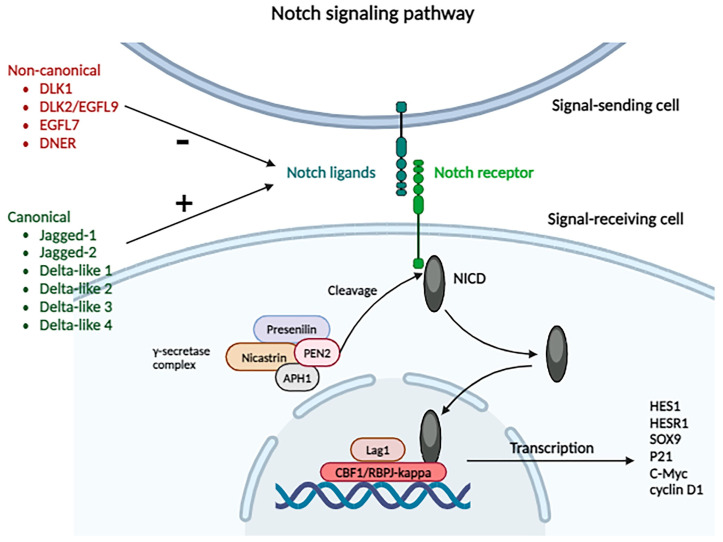 Notch signaling pathway
Non-canonical
• DLK1
• DLK2/EGFL9
• EGFL7
• DNER
-
Signal-sending cell
Notch ligands
Notch receptor
+
Canonical
• Jagged-1
• Jagged-2
• Delta-like 1
• Delta-like 2
• Delta-like 3
• Delta-like 4
Signal-receiving cell
NICD
Cleavage
γ-secretase
complex
Presenilin
Nicastrin
PEN2
APH1
Lag1
CBF1/RBPJ-kappa
Transcription
HES1
HESR1
SOX9
P21
C-Myc
cyclin D1